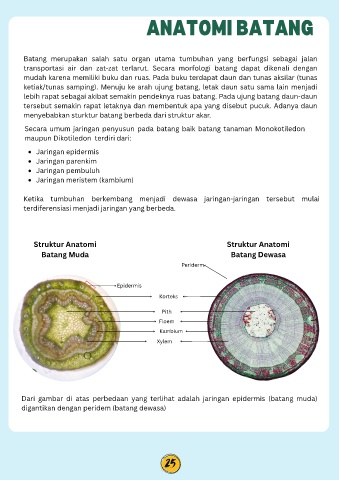 ANATOMI BATANG
Batang merupakan salah satu organ utama tumbuhan yang berfungsi sebagai jalan
transportasi air dan zat-zat terlarut. Secara morfologi batang dapat dikenali dengan
mudah karena memiliki buku dan ruas. Pada buku terdapat daun dan tunas aksilar (tunas
ketiak/tunas samping). Menuju ke arah ujung batang, letak daun satu sama lain menjadi
lebih rapat sebagai akibat semakin pendeknya ruas batang. Pada ujung batang daun-daun
tersebut semakin rapat letaknya dan membentuk apa yang disebut pucuk. Adanya daun
menyebabkan sturktur batang berbeda dari struktur akar.
Secara umum jaringan penyusun pada batang baik batang tanaman Monokotiledon
maupun Dikotiledon terdiri dari:
• Jaringan epidermis
• Jaringan parenkim
• Jaringan pembuluh
• Jaringan meristem (kambium)
Ketika tumbuhan berkembang menjadi dewasa jaringan-jaringan tersebut mulai
terdiferensiasi menjadi jaringan yang berbeda.
Struktur Anatomi
Batang Muda
Struktur Anatomi
Batang Dewasa
Periderm
Epidermis
Korteks
Pith
Floem
Kambium
Xylem
Dari gambar di atas perbedaan yang terlihat adalah jaringan epidermis (batang muda)
digantikan dengan peridem (batang dewasa)
25